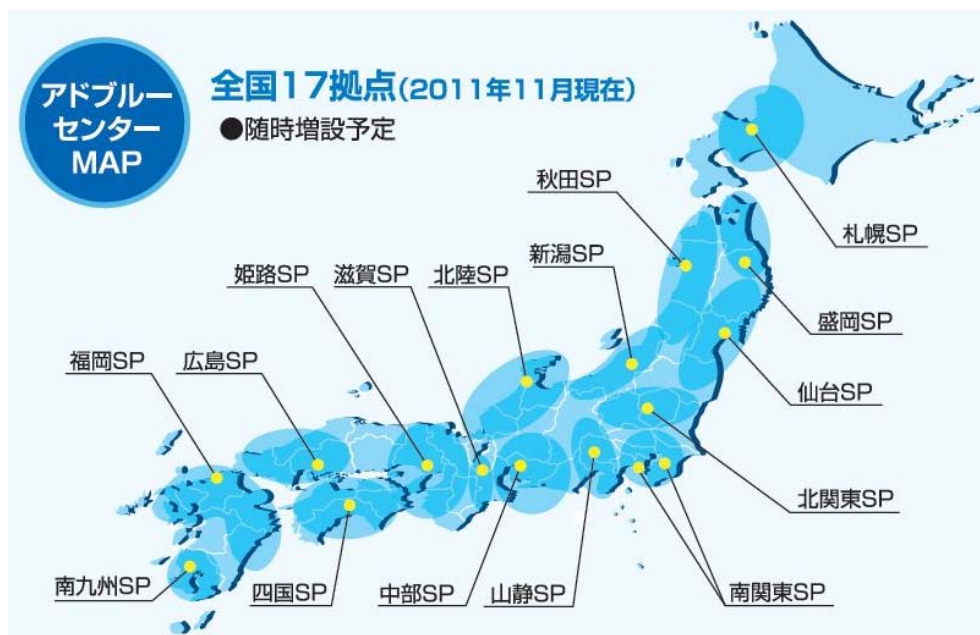 アドブルー
センター
MAP
全国17拠点(2011年11月現在)
●随時増設予定
秋田SP
札幌SP
新潟SP
姫路SP
滋賀SP
北陸SP
盛岡SP
福岡SP
広島SP
仙台SP
北関東SP
南九州SP
四国SP
中部SP
山静SP
南関東SP